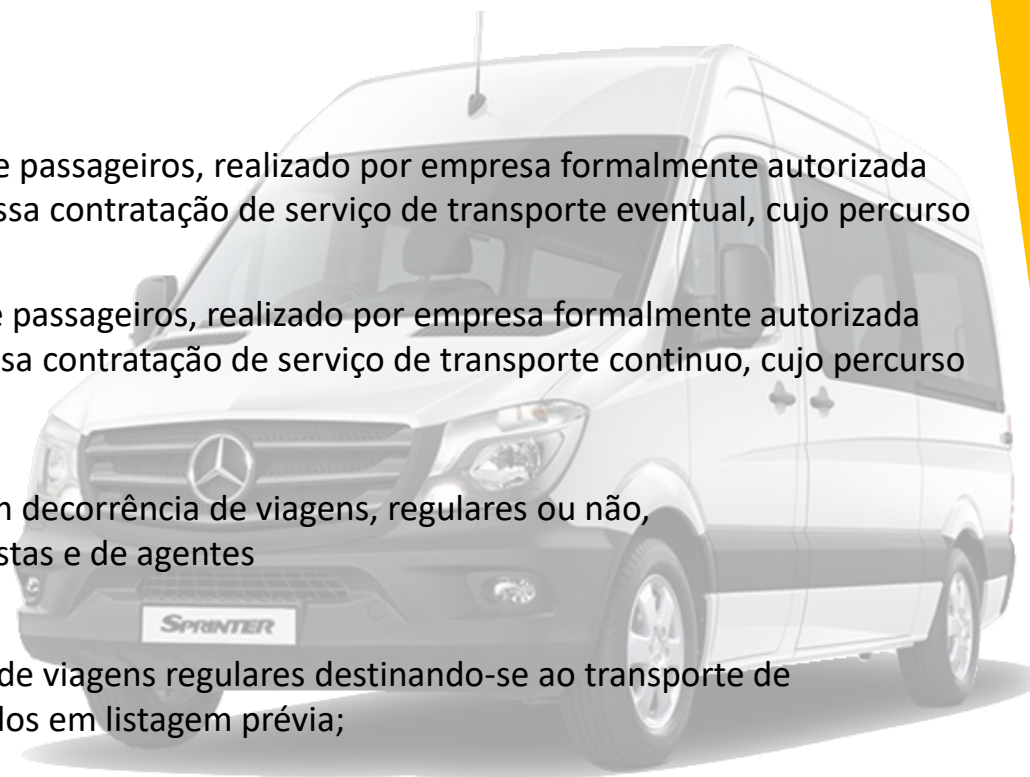 e passageiros, realizado por empresa formalmente autorizada
ssa contratação de serviço de transporte eventual, cujo percurso
e passageiros, realizado por empresa formalmente autorizada
sa contratação de serviço de transporte continuo, cujo percurso
m decorrência de viagens, regulares ou não,
stas e de agentes
SPRINTER
de viagens regulares destinando-se ao transporte de
dos em listagem prévia;